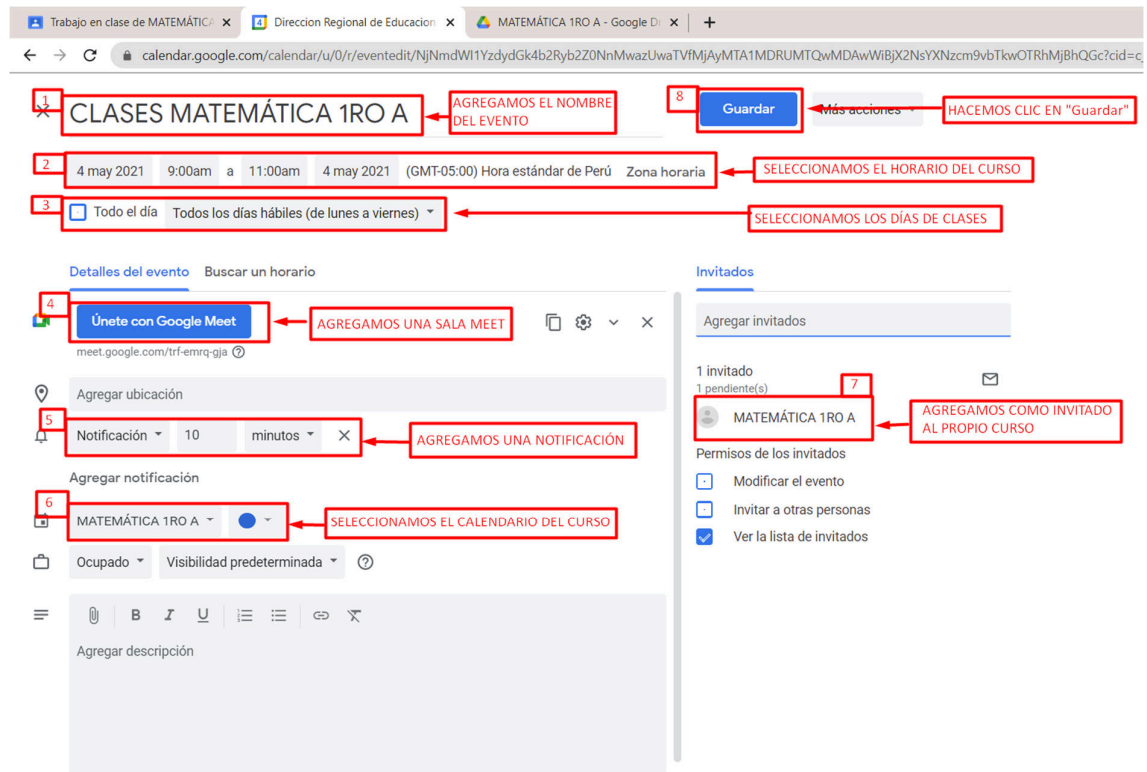 Trabajo en clase de MATEMÁTICA
Direccion Regional de Educacion
MATEMÁTICA 1RO A - Google Dr
calendar.google.com/calendar/u/0/r/eventedit/NjNmdWl1YzdydGk4b2Ryb2Z0NnMwazUwaTVfMjAyMTA1MDRUMTQwMDAwWiBjX2NsYXNzcm9vbTkwOTRhMjBhQGc?cid=c_
1
CLASES MATEMÁTICA 1RO A
AGREGAMOS EL NOMBRE
DEL EVENTO
8
Guardar
Más acciones
HACEMOS CLIC EN "Guardar"
2
4 may 2021 9:00am a 11:00am 4 may 2021 (GMT-05:00) Hora estándar de Perú Zona horaria
SELECCIONAMOS EL HORARIO DEL CURSO
3
Todo el día Todos los días hábiles (de lunes a viernes)
SELECCIONAMOS LOS DÍAS DE CLASES
Detalles del evento Buscar un horario
Invitados
4
Únete con Google Meet
AGREGAMOS UNA SALA MEET
meet.google.com/trf-emrq-gja
Agregar invitados
Agregar ubicación
1 invitado
1 pendiente(s)
7
MATEMÁTICA 1RO A
AGREGAMOS COMO INVITADO
AL PROPIO CURSO
5
Notificación 10 minutos
AGREGAMOS UNA NOTIFICACIÓN
Permisos de los invitados
Agregar notificación
Modificar el evento
6
MATEMÁTICA 1RO A
SELECCIONAMOS EL CALENDARIO DEL CURSO
Invitar a otras personas
Ver la lista de invitados
Ocupado Visibilidad predeterminada
B I U
Agregar descripción